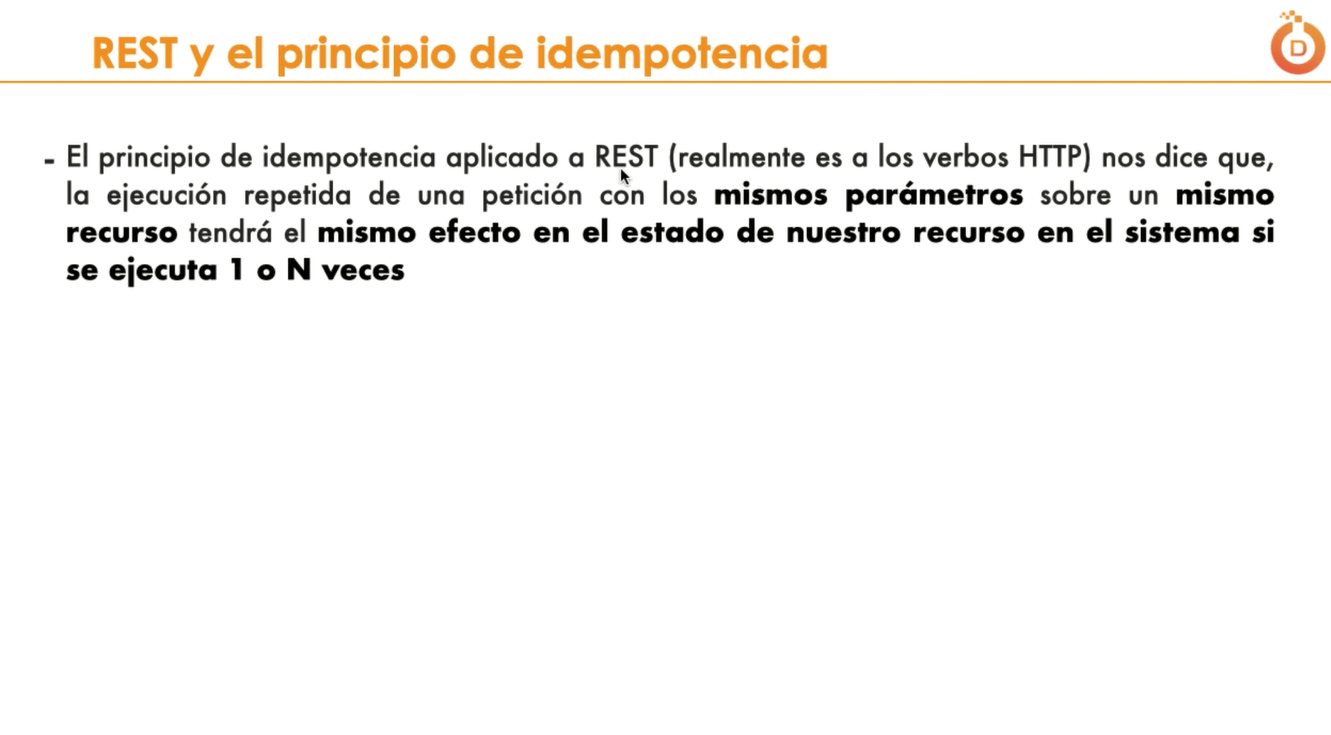 REST y el principio de idempotencia
D
- El principio de idempotencia aplicado a REST (realmente es a los verbos HTTP) nos dice que,
la ejecución repetida de una petición con los mismos parámetros sobre un mismo
recurso tendrá el mismo efecto en el estado de nuestro recurso en el sistema si
se ejecuta 1 o N veces